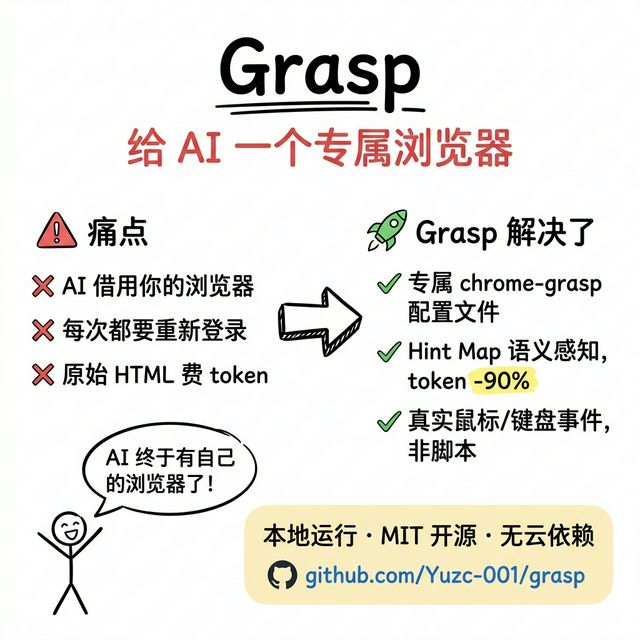 Grasp
给 AI 一个专属浏览器
痛点
AI 借用你的浏览器
每次都要重新登录
原始 HTML 费 token
Grasp 解决了
专属 chrome-grasp
配置文件
Hint Map 语义感知,
token -90%
真实鼠标/键盘事件,
非脚本
AI 终于有自己
的浏览器了!
本地运行 · MIT 开源 · 无云依赖
github.com/Yuzc-001/grasp